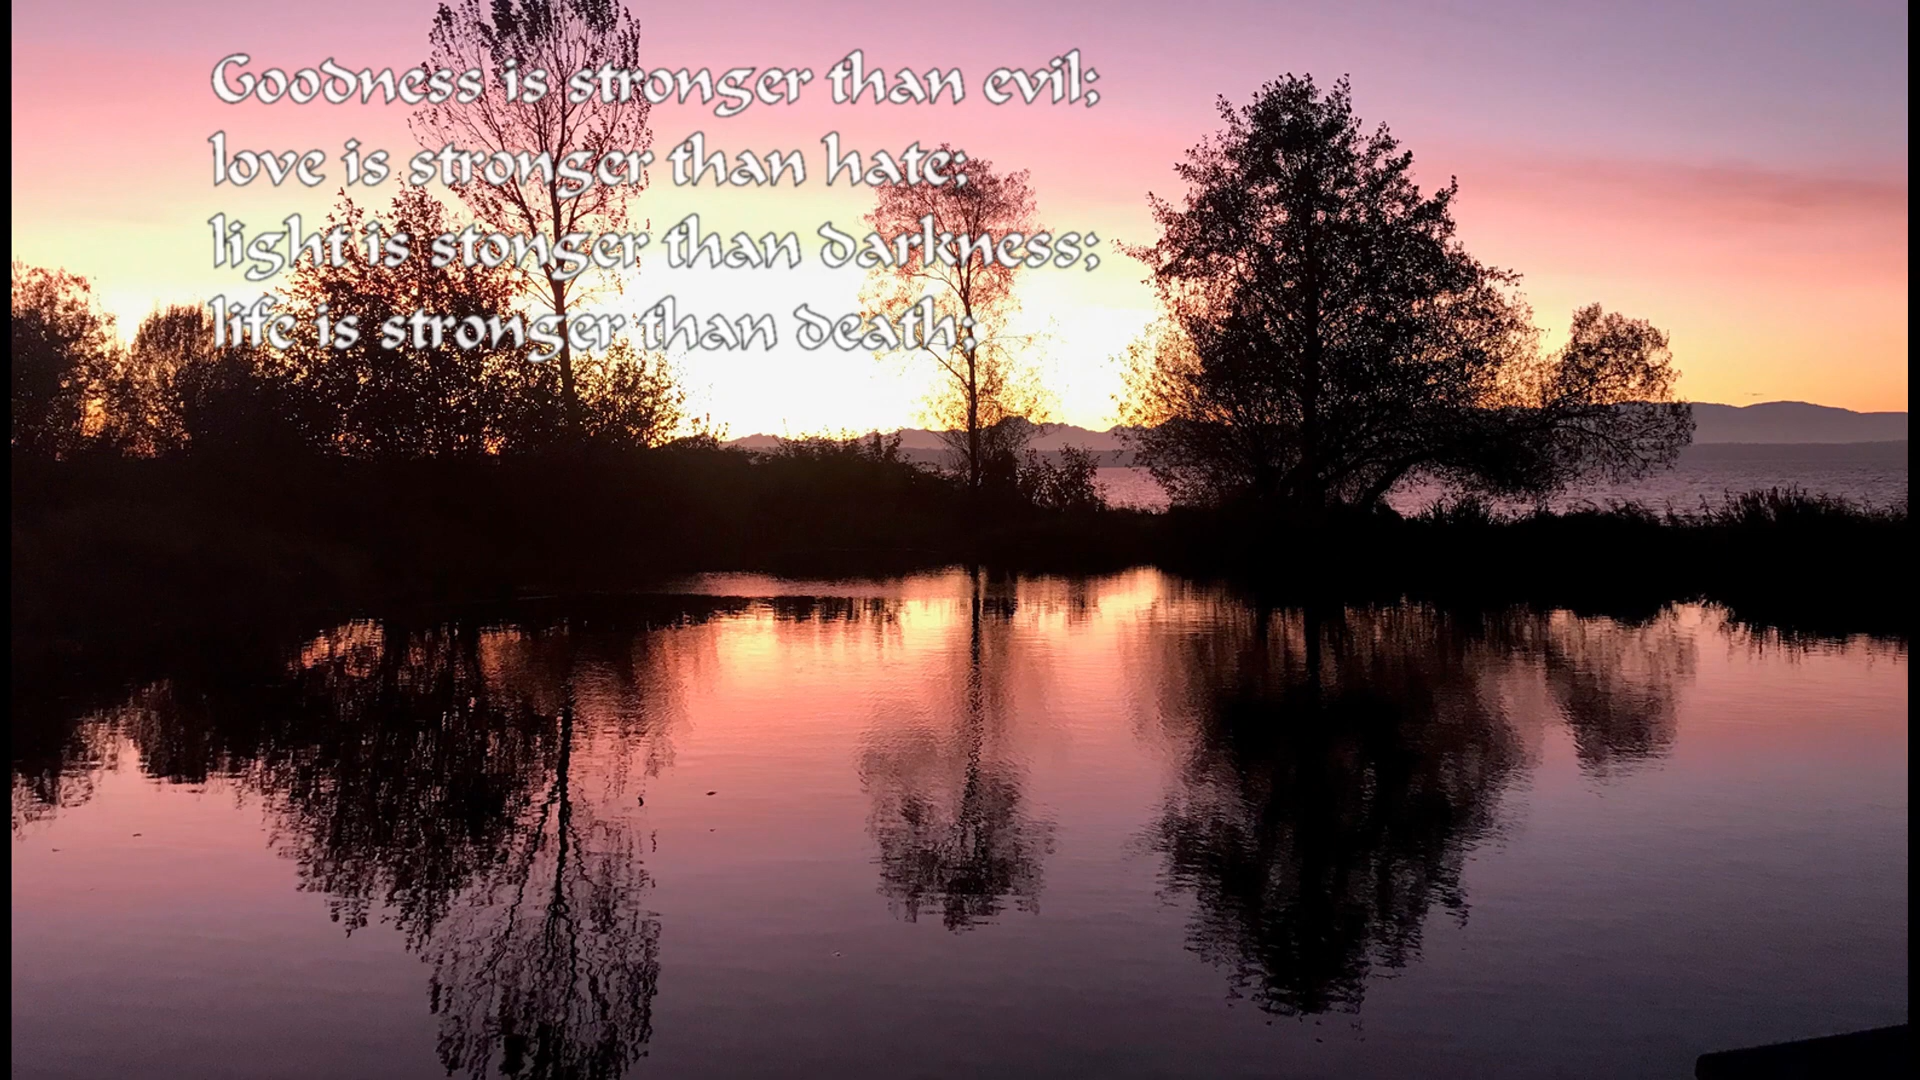 Goodness is stronger than evil;
love is stronger than hate;
light is stonger than darkness;
life is stronger than death;